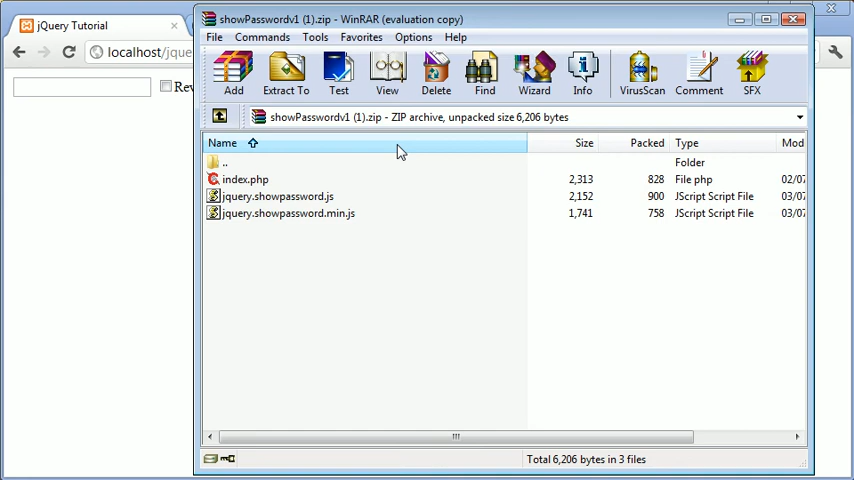 jQuery Tutorial
localhost/jque
Rev
showPasswordv1 (1).zip - WinRAR (evaluation copy)
File Commands Tools Favorites Options Help
Add Extract To Test View Delete Find Wizard Info VirusScan Comment SFX
showPasswordv1 (1).zip - ZIP archive, unpacked size 6,206 bytes
Name Size Packed Type Mod
.. Folder
index.php 2,313 828 File php 02/07
jquery.showpassword.js 2,152 900 JScript Script File 03/07
jquery.showpassword.min.js 1,741 758 JScript Script File 03/07
Total 6,206 bytes in 3 files